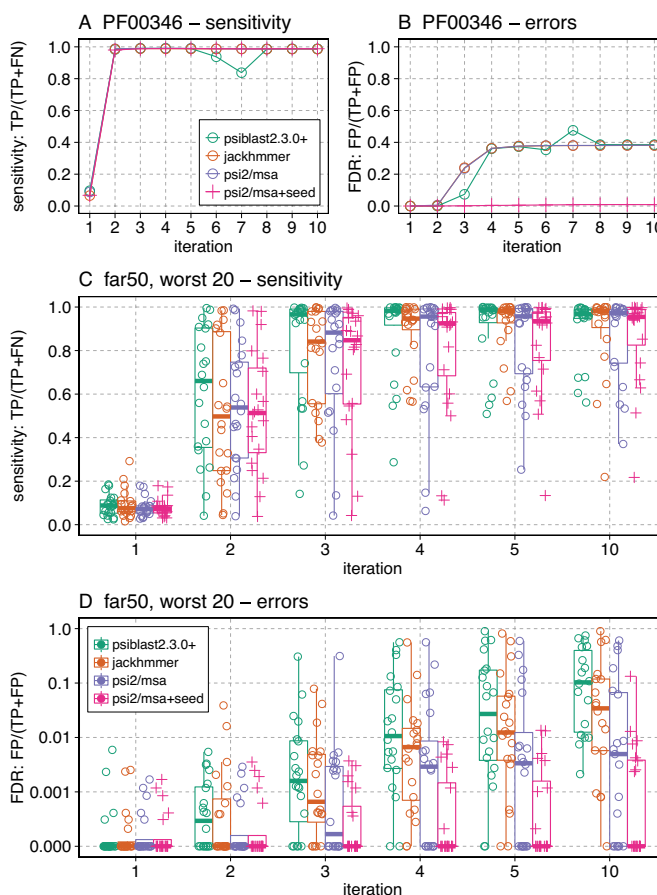 A PF00346 – sensitivity
sensitivity: TP/(TP+FN)
1.0
0.8
0.6
0.4
0.2
0.0
psiblast2.3.0+
jackhmmer
psi2/msa
psi2/msa+seed
1 2 3 4 5 6 7 8 9 10
iteration
B PF00346 – errors
FDR: FP/(TP+FP)
1.0
0.8
0.6
0.4
0.2
0.0
1 2 3 4 5 6 7 8 9 10
iteration
C far50, worst 20 – sensitivity
sensitivity: TP/(TP+FN)
1.0
0.8
0.6
0.4
0.2
0.0
1 2 3 4 5 10
iteration
D far50, worst 20 – errors
FDR: FP/(TP+FP)
1.0
0.1
0.01
0.001
0.000
psiblast2.3.0+
jackhmmer
psi2/msa
psi2/msa+seed
1 2 3 4 5 10
iteration